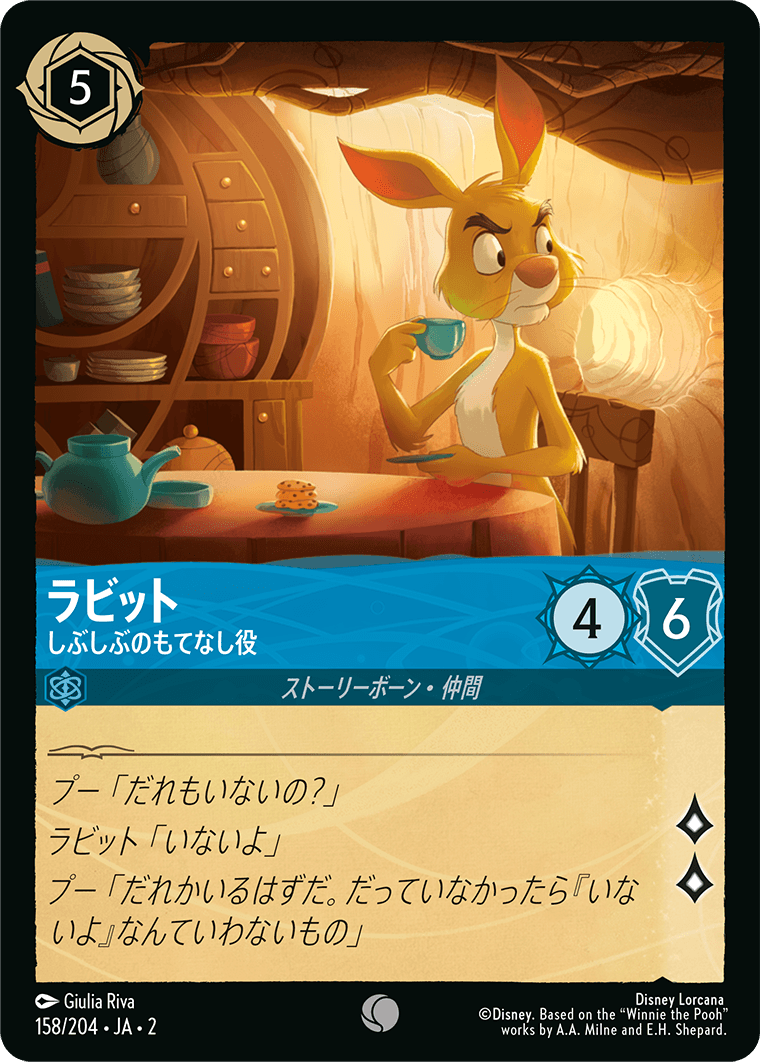 5
ラビット
しぶしぶのもてなし役
4
6
ストーリーボーン・仲間
プー「だれもいないの?」
ラビット「いないよ」
プー「だれかいるはずだ。だっていなかったら『いな
いよ』なんていわないもの」
Giulia Riva
158/204 • JA • 2
Disney Lorcana
©Disney. Based on the “Winnie the Pooh”
works by A.A. Milne and E.H. Shepard.